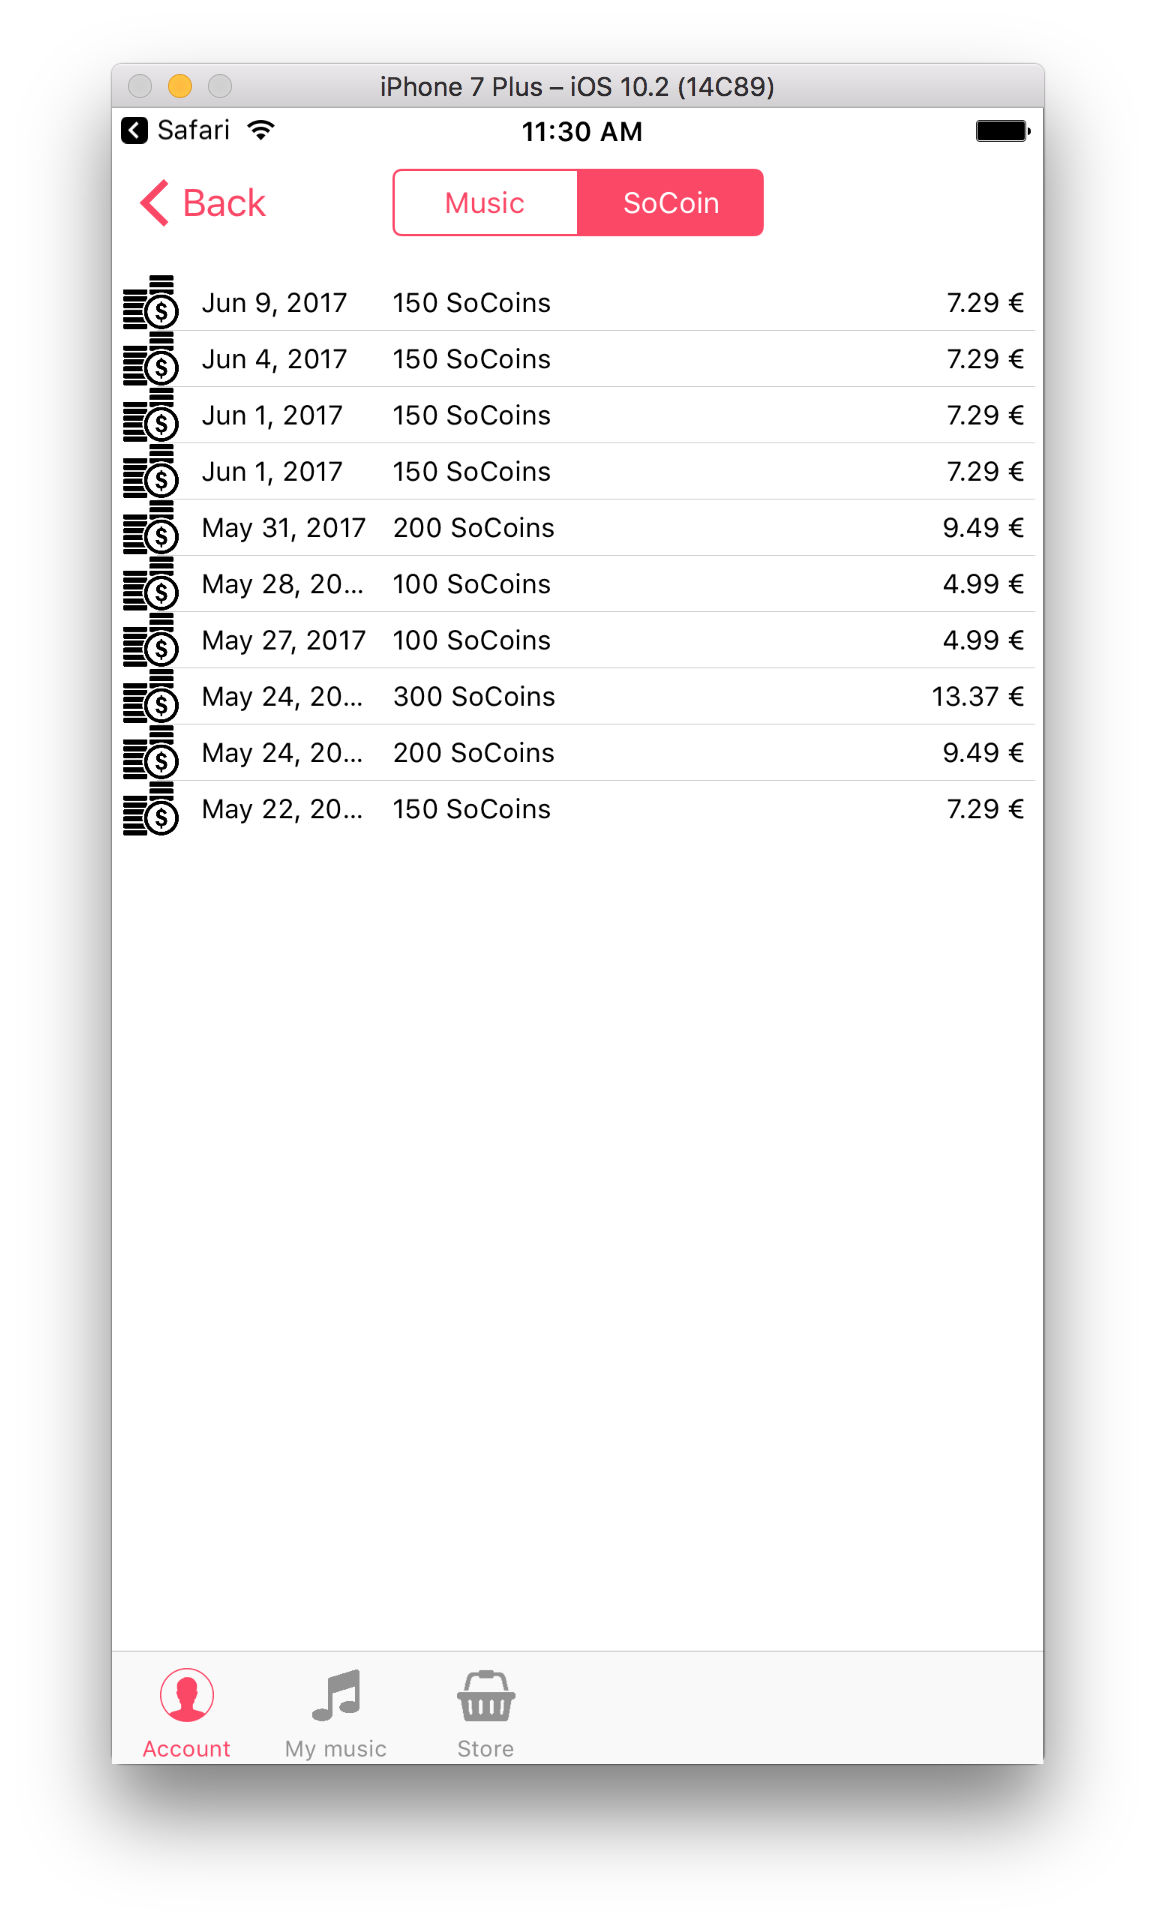 iPhone 7 Plus – iOS 10.2 (14C89)
Safari 11:30 AM
Back Music SoCoin
Jun 9, 2017 150 SoCoins 7.29 €
Jun 4, 2017 150 SoCoins 7.29 €
Jun 1, 2017 150 SoCoins 7.29 €
Jun 1, 2017 150 SoCoins 7.29 €
May 31, 2017 200 SoCoins 9.49 €
May 28, 20... 100 SoCoins 4.99 €
May 27, 2017 100 SoCoins 4.99 €
May 24, 20... 300 SoCoins 13.37 €
May 24, 20... 200 SoCoins 9.49 €
May 22, 20... 150 SoCoins 7.29 €
Account My music Store